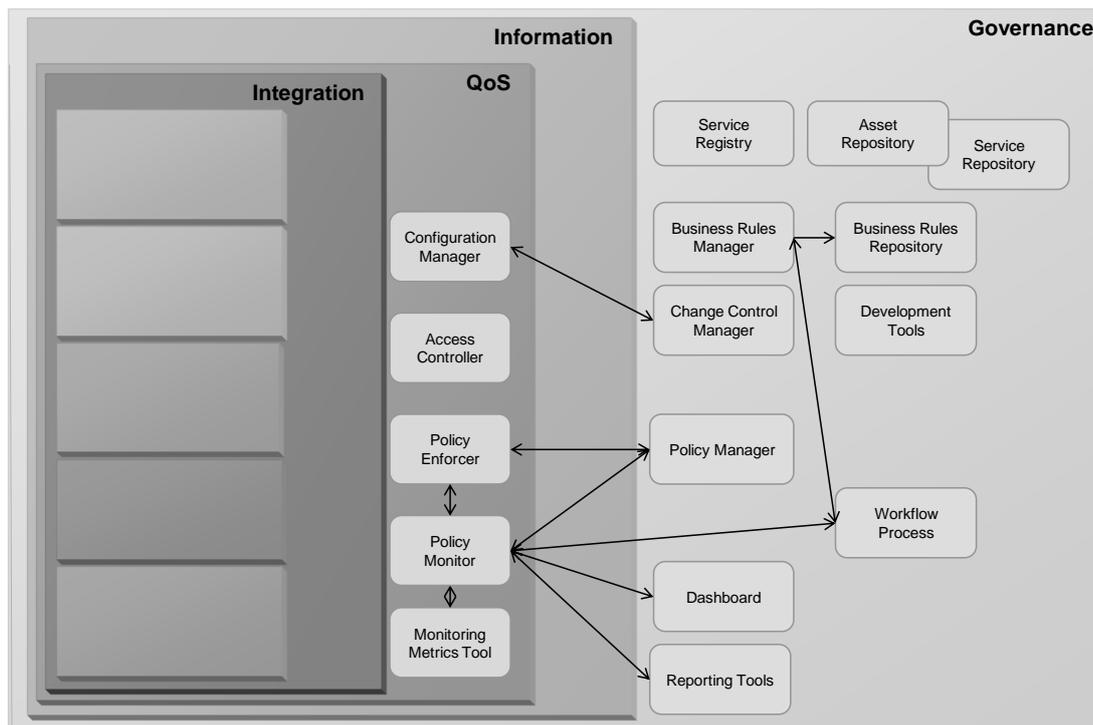 Governance
Information
QoS
Integration
Service
Registry
Asset
Repository
Service
Repository
Configuration
Manager
Business Rules
Manager
Business Rules
Repository
Access
Controller
Change Control
Manager
Development
Tools
Policy
Enforcer
Policy Manager
Policy
Monitor
Workflow
Process
Dashboard
Monitoring
Metrics Tool
Reporting Tools